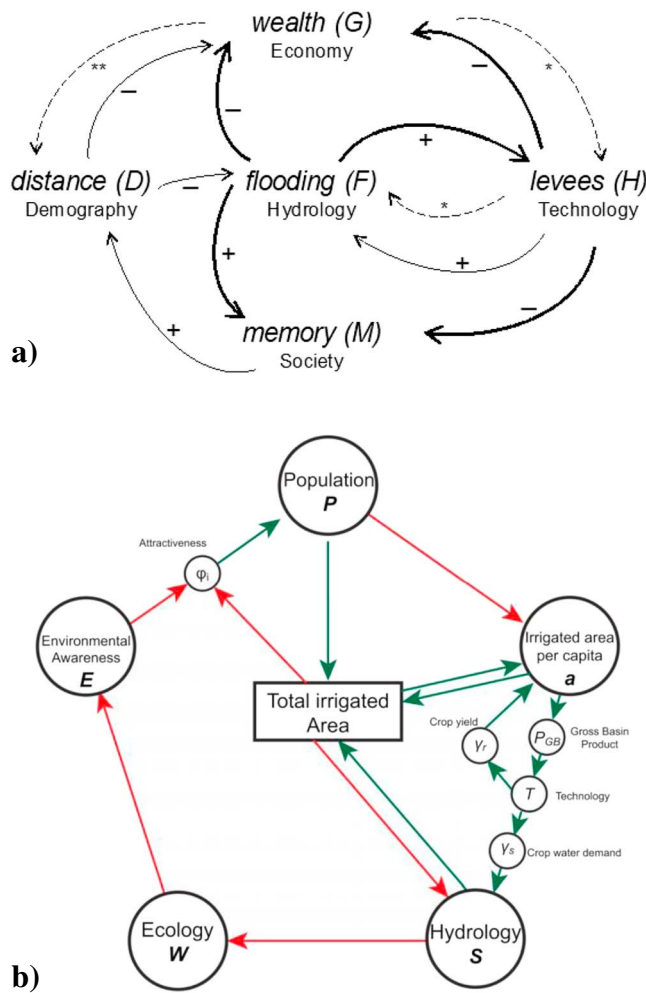 wealth (G)
Economy
**
*
–
–
–
+
distance (D)
Demography
–
flooding (F)
Hydrology
levees (H)
Technology
*
+
+
–
+
memory (M)
Society
a)
Population
P
Attractiveness
φi
Environmental
Awareness
E
Irrigated area
per capita
a
Total irrigated
Area
Crop yield
γr
PGB
Gross Basin
Product
T
Technology
γs
Crop water demand
Ecology
W
Hydrology
S
b)